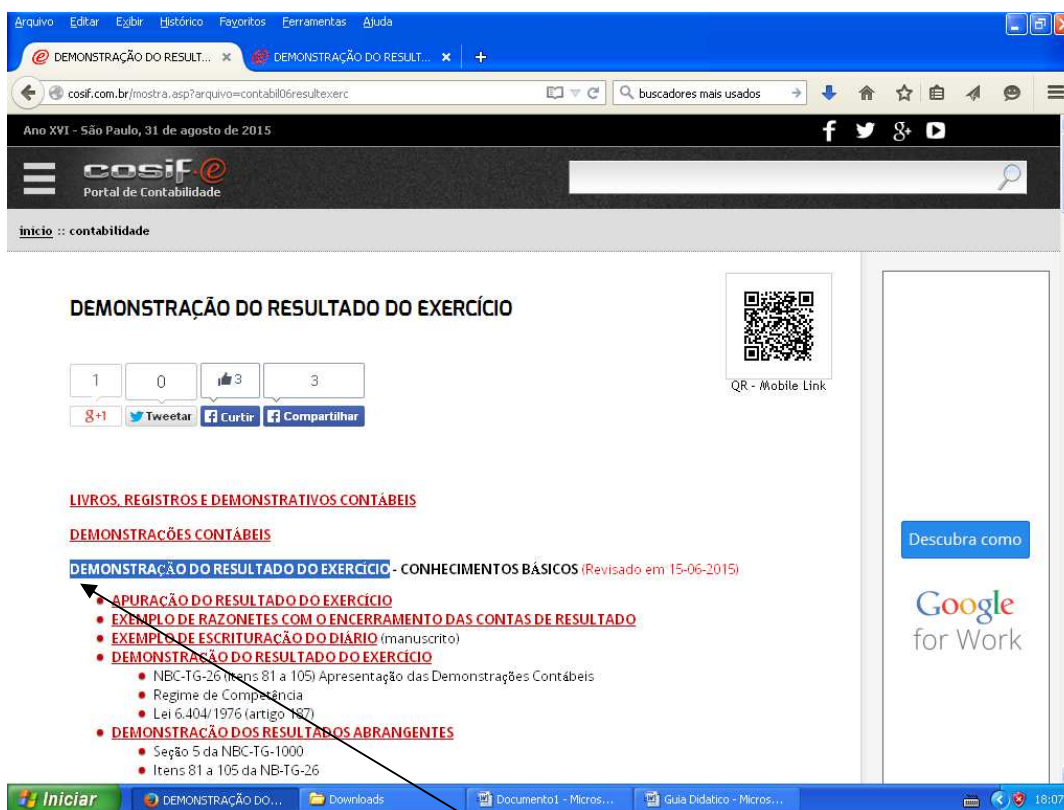 Arquivo Editar Exibir Histórico Favoritos Ferramentas Ajuda
DEMONSTRAÇÃO DO RESULT... × DEMONSTRAÇÃO DO RESULT... × +
cosif.com.br/mostra.asp?arquivo=contabil06resultexerc buscadores mais usados
Ano XVI - São Paulo, 31 de agosto de 2015
cosif·e
Portal de Contabilidade
início :: contabilidade
DEMONSTRAÇÃO DO RESULTADO DO EXERCÍCIO
QR - Mobile Link
1 0 3 3
g+1 Tweetar Curtir Compartilhar
LIVROS, REGISTROS E DEMONSTRATIVOS CONTÁBEIS
DEMONSTRAÇÕES CONTÁBEIS
DEMONSTRAÇÃO DO RESULTADO DO EXERCÍCIO - CONHECIMENTOS BÁSICOS (Revisado em 15-06-2015)
APURAÇÃO DO RESULTADO DO EXERCÍCIO
EXEMPLO DE RAZONETES COM O ENCERRAMENTO DAS CONTAS DE RESULTADO
EXEMPLO DE ESCRITURAÇÃO DO DIÁRIO (manuscrito)
DEMONSTRAÇÃO DO RESULTADO DO EXERCÍCIO
NBC-TG-26 (itens 81 a 105) Apresentação das Demonstrações Contábeis
Regime de Competência
Lei 6.404/1976 (artigo 187)
DEMONSTRAÇÃO DOS RESULTADOS ABRANGENTES
Seção 5 da NBC-TG-1000
Itens 81 a 105 da NB-TG-26
Descubra como
Google
for Work
Iniciar DEMONSTRAÇÃO DO... Downloads Documento1 - Micros... Guia Didatico - Micros...